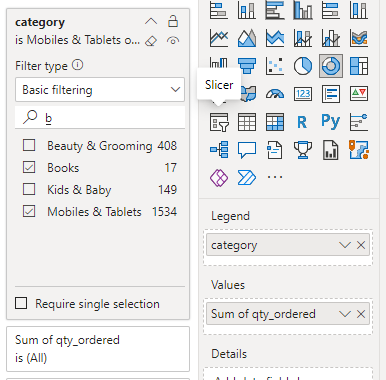 category
is Mobiles & Tablets o...
Filter type
Basic filtering
b
Beauty & Grooming 408
Books 17
Kids & Baby 149
Mobiles & Tablets 1534
Require single selection
Sum of qty_ordered
is (All)
Slicer
123
R
Py
...
Legend
category
Values
Sum of qty_ordered
Details